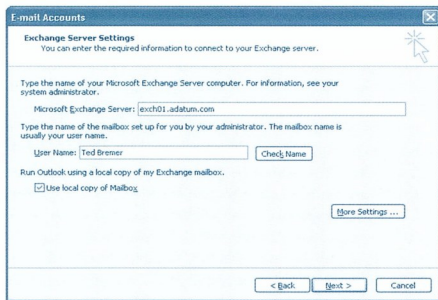 E-mail Accounts
Exchange Server Settings
You can enter the required information to connect to your Exchange server.
Type the name of your Microsoft Exchange Server computer. For information, see your
system administrator.
Microsoft Exchange Server: exch01.adatum.com
Type the name of the mailbox set up for you by your administrator. The mailbox name is
usually your user name.
User Name: Ted Bremer Check Name
Run Outlook using a local copy of my Exchange mailbox.
Use local copy of Mailbox
More Settings ...
< Back Next > Cancel